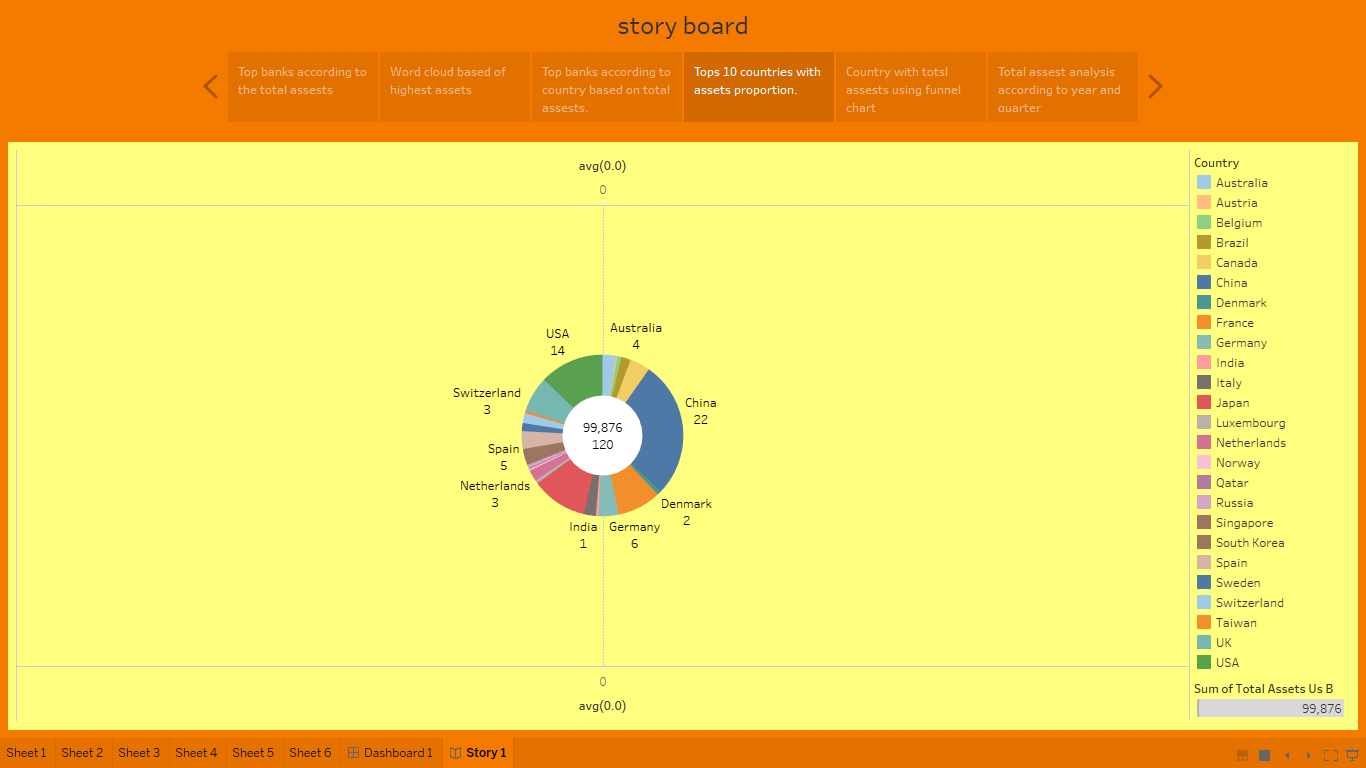 story board
Top banks according to
the total assests
Word cloud based of
highest assets
Top banks according to
country based on total
assests.
Tops 10 countries with
assets proportion.
Country with totsl
assests using funnel
chart
Total assest analysis
according to year and
quarter
avg(0.0)
0
USA
14
Australia
4
Switzerland
3
China
22
99,876
120
Spain
5
Netherlands
3
Denmark
2
India
1
Germany
6
0
avg(0.0)
Country
Australia
Austria
Belgium
Brazil
Canada
China
Denmark
France
Germany
India
Italy
Japan
Luxembourg
Netherlands
Norway
Qatar
Russia
Singapore
South Korea
Spain
Sweden
Switzerland
Taiwan
UK
USA
Sum of Total Assets Us B
99,876
Sheet 1
Sheet 2
Sheet 3
Sheet 4
Sheet 5
Sheet 6
Dashboard 1
Story 1